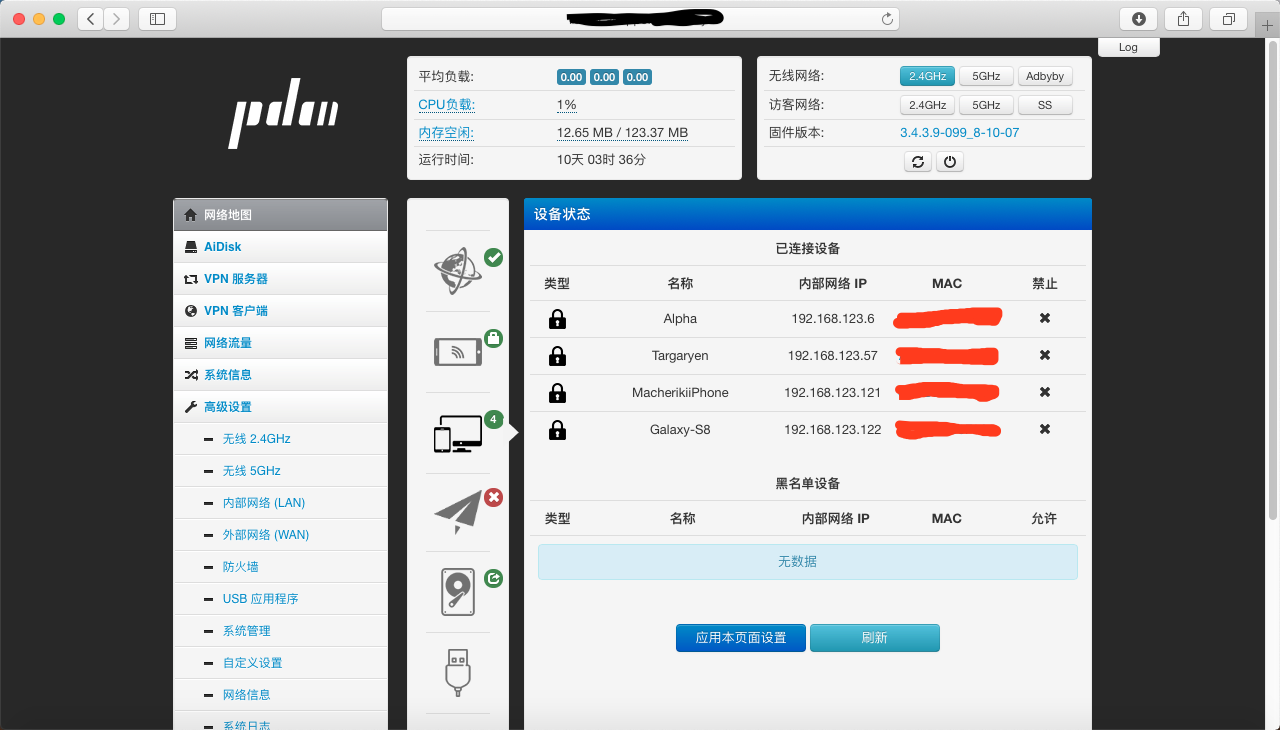 Log
pdcn
平均负载: 0.00 0.00 0.00
CPU负载: 1%
内存空闲: 12.65 MB / 123.37 MB
运行时间: 10天 03时 36分
无线网络: 2.4GHz 5GHz Adbyby
访客网络: 2.4GHz 5GHz SS
固件版本: 3.4.3.9-099_8-10-07
网络地图
AiDisk
VPN 服务器
VPN 客户端
网络流量
系统信息
高级设置
无线 2.4GHz
无线 5GHz
内部网络 (LAN)
外部网络 (WAN)
防火墙
USB 应用程序
系统管理
自定义设置
网络信息
系统日志
4
设备状态
已连接设备
类型 名称 内部网络 IP MAC 禁止
Alpha 192.168.123.6
Targaryen 192.168.123.57
MacherikiiPhone 192.168.123.121
Galaxy-S8 192.168.123.122
黑名单设备
类型 名称 内部网络 IP MAC 允许
无数据
应用本页面设置 刷新